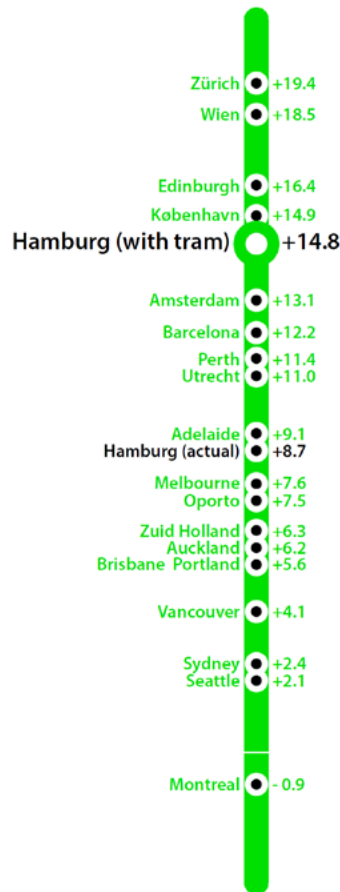 Zürich +19.4
Wien +18.5
Edinburgh +16.4
København +14.9
Hamburg (with tram) +14.8
Amsterdam +13.1
Barcelona +12.2
Perth +11.4
Utrecht +11.0
Adelaide +9.1
Hamburg (actual) +8.7
Melbourne +7.6
Oporto +7.5
Zuid Holland +6.3
Auckland +6.2
Brisbane Portland +5.6
Vancouver +4.1
Sydney +2.4
Seattle +2.1
Montreal - 0.9